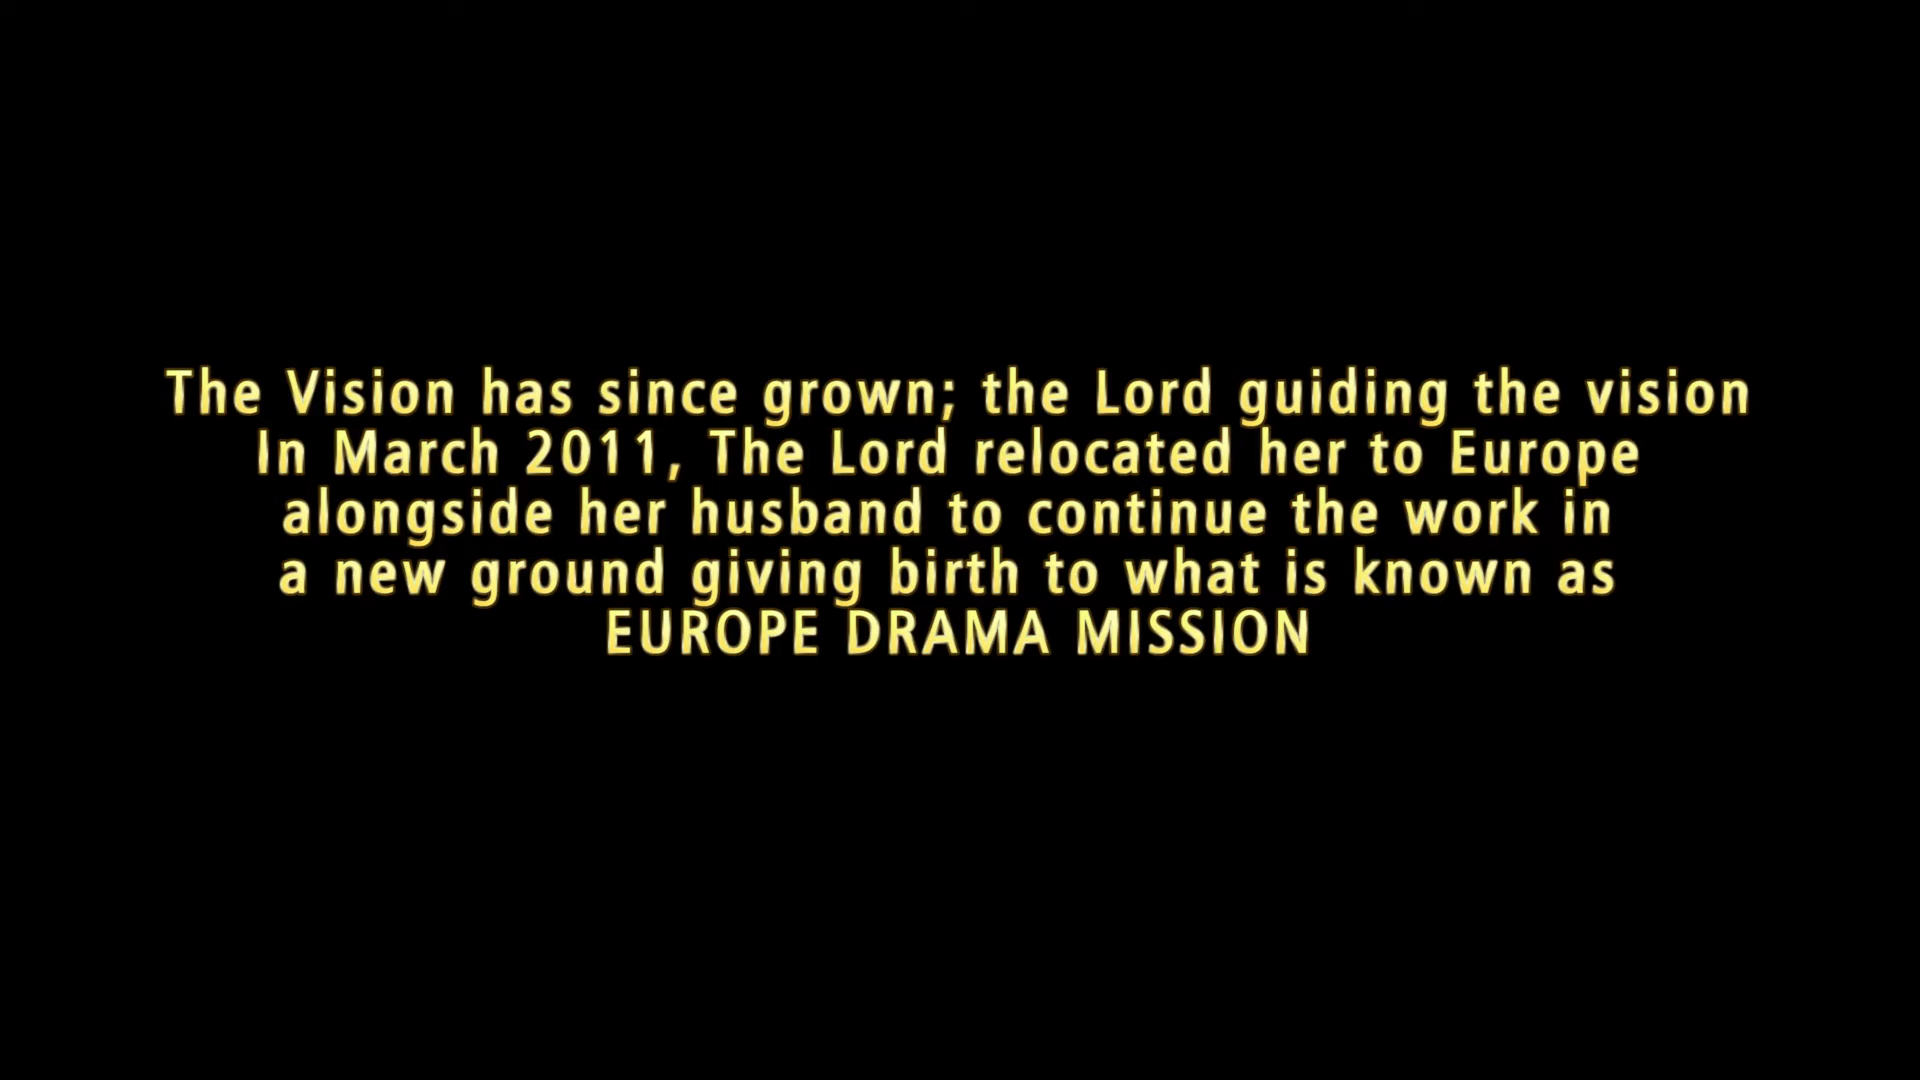 The Vision has since grown; the Lord guiding the vision
In March 2011, The Lord relocated her to Europe
alongside her husband to continue the work in
a new ground giving birth to what is known as
EUROPE DRAMA MISSION